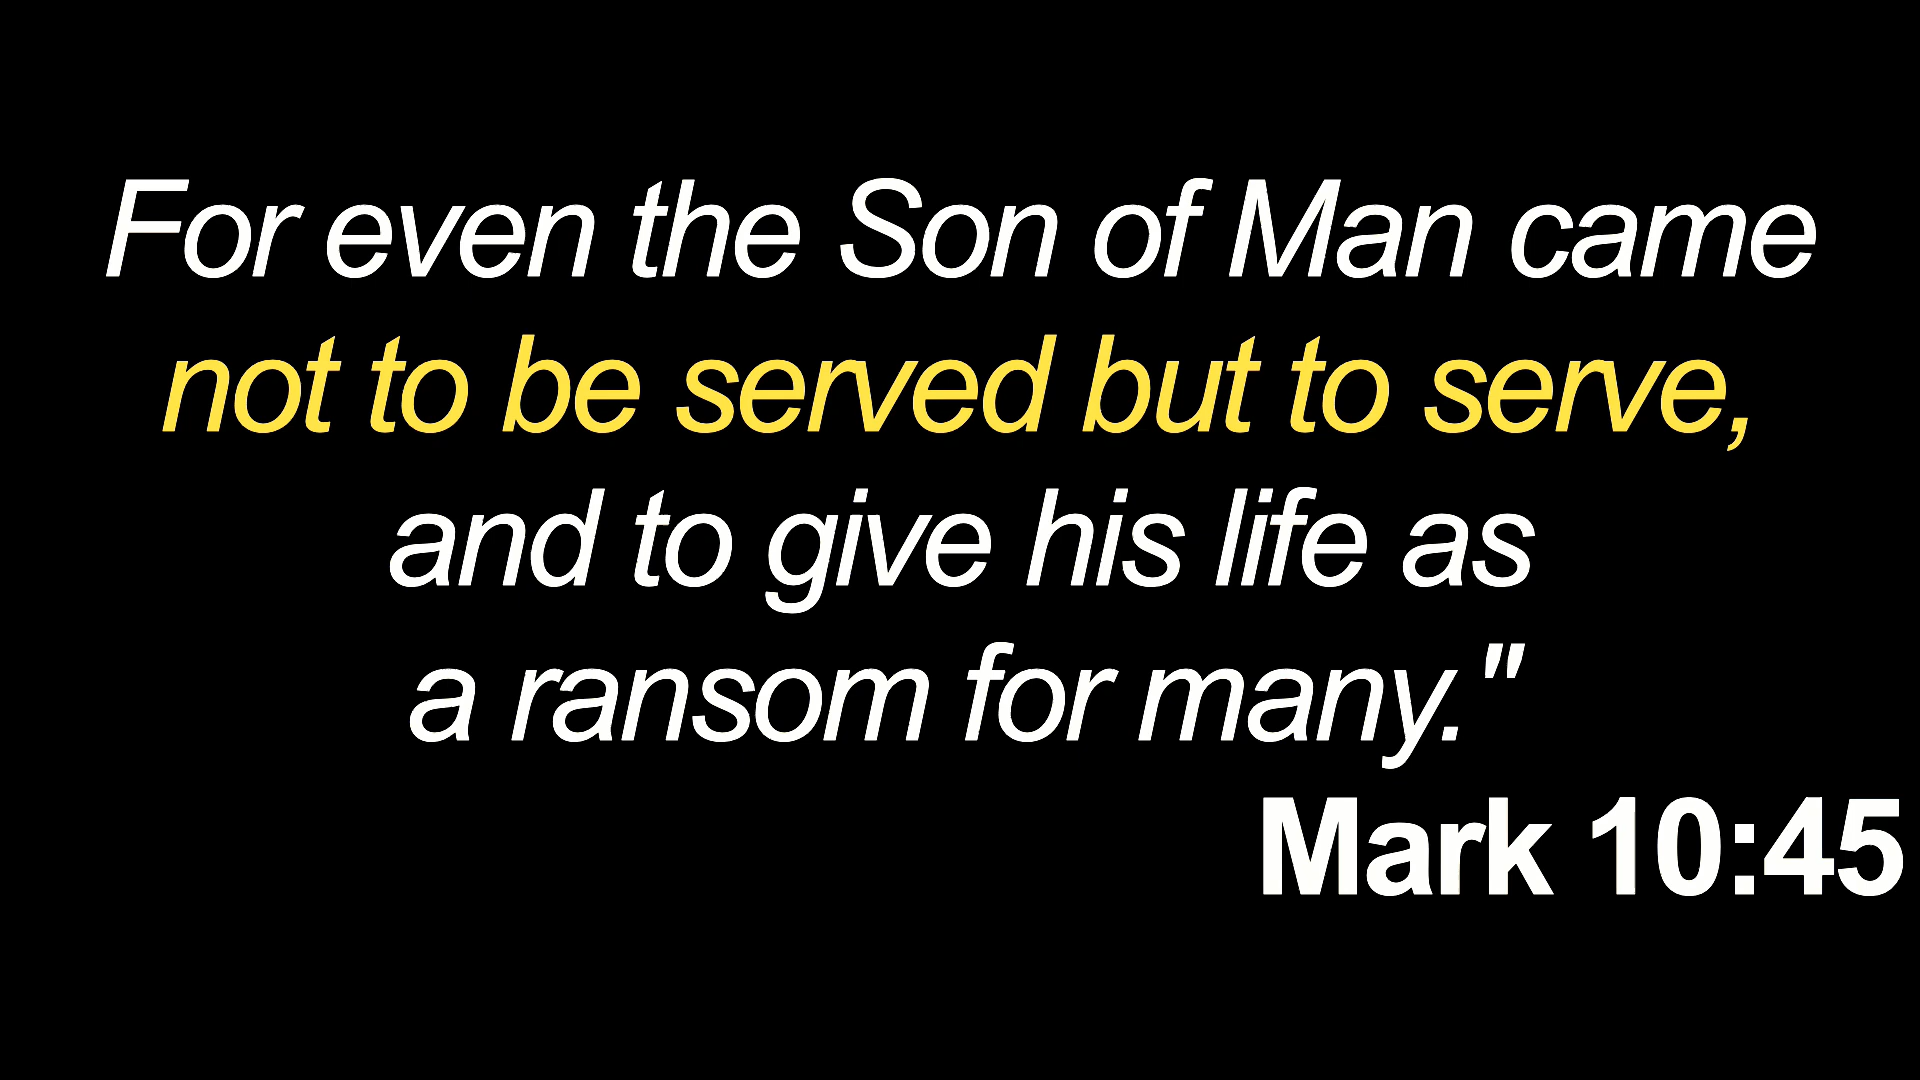 For even the Son of Man came
not to be served but to serve,
and to give his life as
a ransom for many."
Mark 10:45